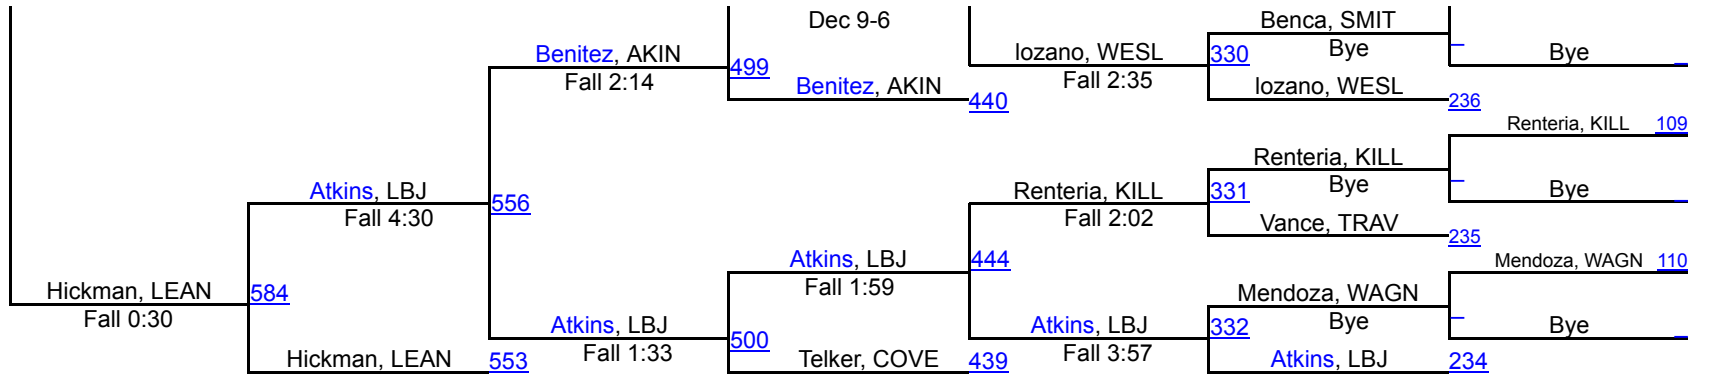 Dec 9-6
Benca, SMIT
Benitez, AKIN
lozano, WESL
330
Bye
Bye
499
Fall 2:14
Fall 2:35
Benitez, AKIN
440
lozano, WESL
236
Renteria, KILL 109
Renteria, KILL
Atkins, LBJ
556
Renteria, KILL
331
Bye
Bye
Fall 4:30
Fall 2:02
Vance, TRAV
235
Atkins, LBJ
444
Mendoza, WAGN 110
Hickman, LEAN
584
Fall 1:59
Mendoza, WAGN
Fall 0:30
Atkins, LBJ
500
Atkins, LBJ
332
Bye
Bye
Hickman, LEAN
553
Fall 1:33
Telker, COVE
439
Fall 3:57
Atkins, LBJ
234